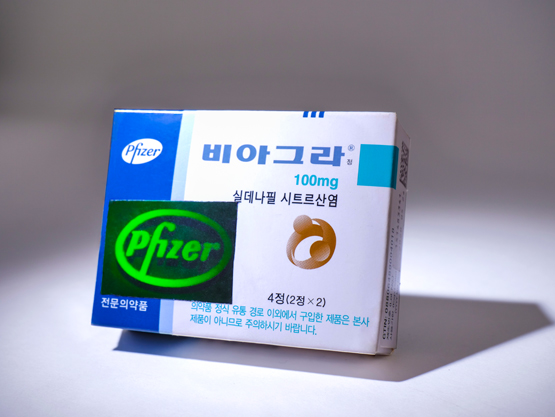 Pfizer
비아그라®
정
100mg
실데나필 시트르산염
Pfizer
4정(2정×2)
전문의약품
의약품 정식 유통 경로 이외에서 구입한 제품은 본사
제품이 아니므로 주의하시기 바랍니다.